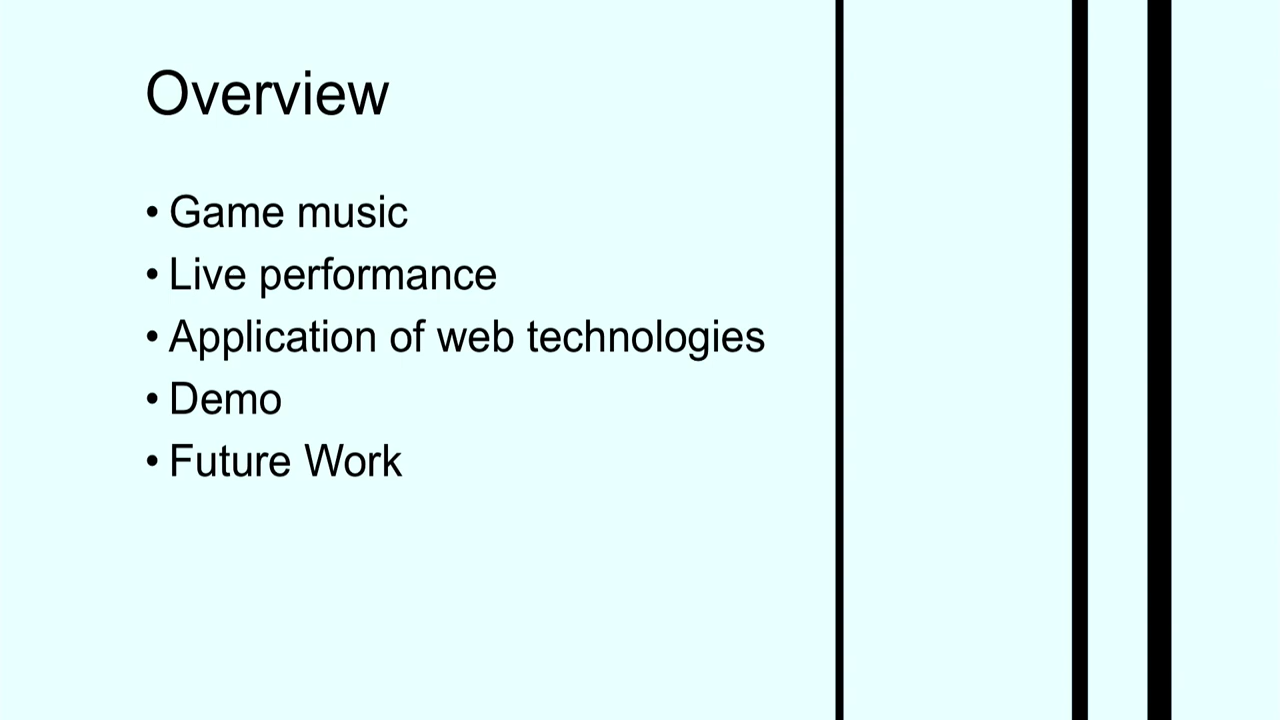 Overview
• Game music
• Live performance
• Application of web technologies
• Demo
• Future Work